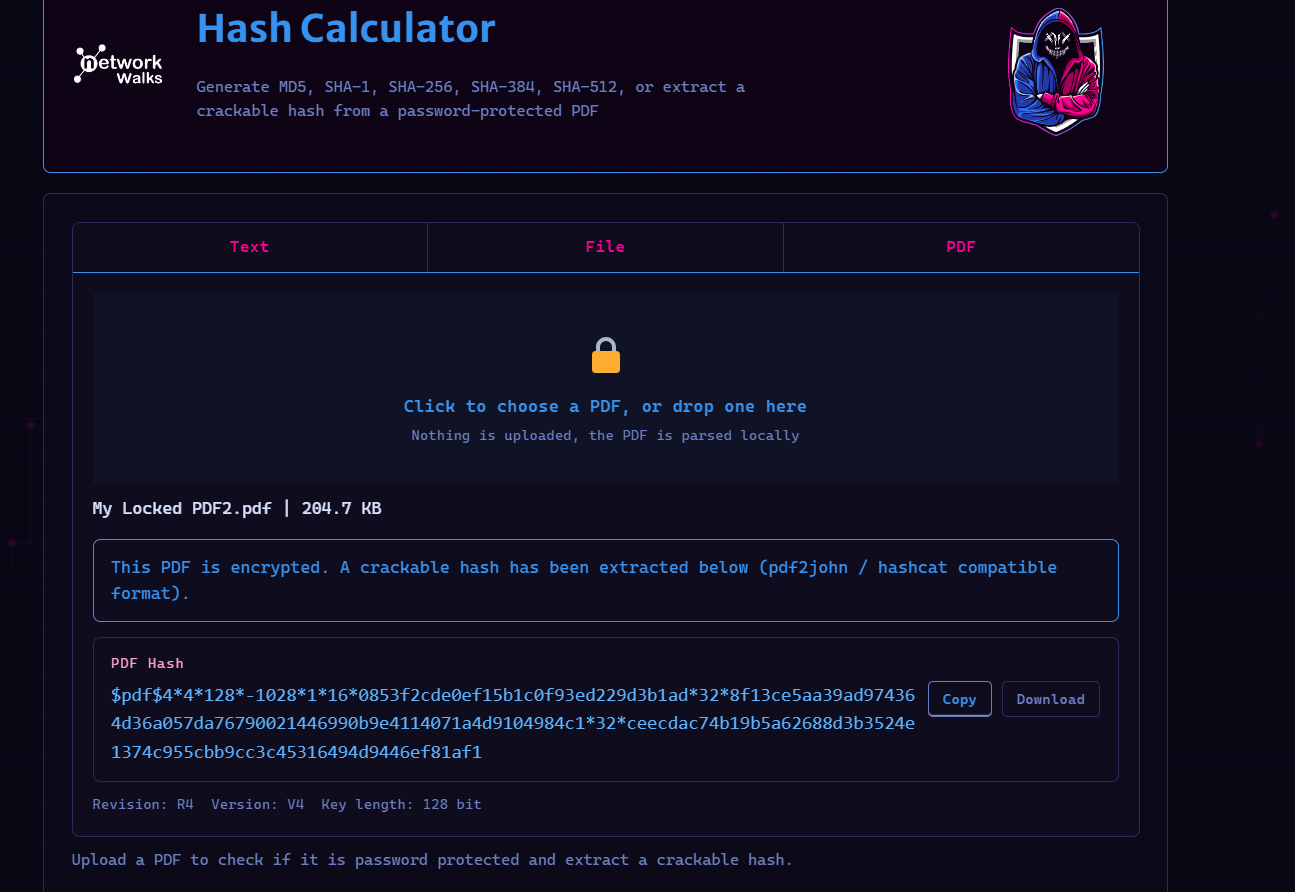 Hash Calculator
network
Walks
Generate MD5, SHA-1, SHA-256, SHA-384, SHA-512, or extract a
crackable hash from a password-protected PDF
Text
File
PDF
Click to choose a PDF, or drop one here
Nothing is uploaded, the PDF is parsed locally
My Locked PDF2.pdf | 204.7 KB
This PDF is encrypted. A crackable hash has been extracted below (pdf2john / hashcat compatible
format).
PDF Hash
$pdf$4*4*128*-1028*1*16*0853f2cde0ef15b1c0f93ed229d3b1ad*32*8f13ce5aa39ad97436
4d36a057da76790021446990b9e4114071a4d9104984c1*32*ceecdac74b19b5a62688d3b3524e
1374c955cbb9cc3c45316494d9446ef81af1
Copy
Download
Revision: R4 Version: V4 Key length: 128 bit
Upload a PDF to check if it is password protected and extract a crackable hash.